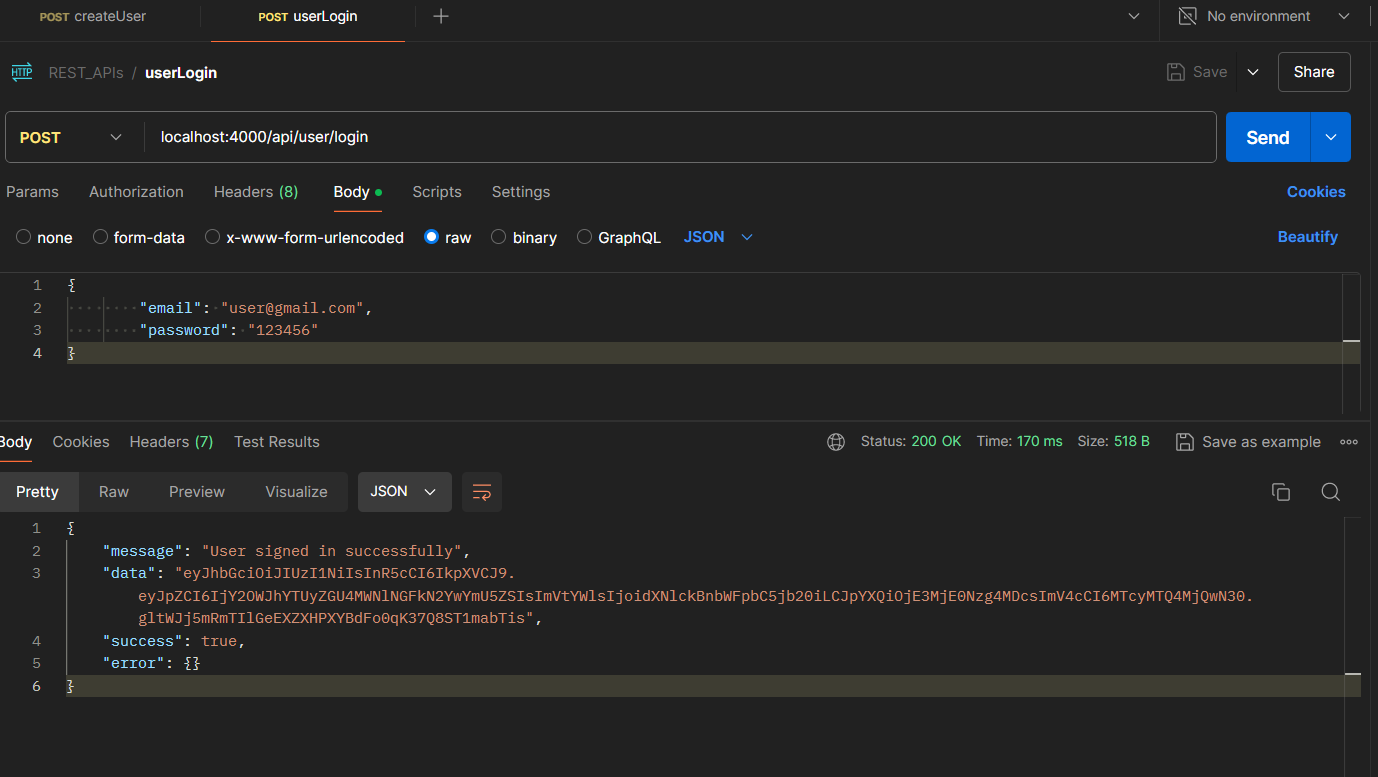 POST createUser POST userLogin No environment
HTTP REST_APIs / userLogin Save Share
POST localhost:4000/api/user/login Send
Params Authorization Headers (8) Body Scripts Settings Cookies
none form-data x-www-form-urlencoded raw binary GraphQL JSON Beautify
1 {
2 "email": "user@gmail.com",
3 "password": "123456"
4 }
Body Cookies Headers (7) Test Results Status: 200 OK Time: 170 ms Size: 518 B Save as example
Pretty Raw Preview Visualize JSON
1 {
2 "message": "User signed in successfully",
3 "data": "eyJhbGciOiJIUzI1NiIsInR5cCI6IkpXVCJ9.
eyJpZCI6IjY2OWJhYTUyZGU4MWNlNGFkN2YwYmU5ZSIsImVtYWlsIjoidXNlckBnbWFpbC5jb20iLCJpYXQiOjE3MjE0Nzg4MDcsImV4cCI6MTcyMTQ4MjQwN30.
gltWJj5mRmTIlGeEXZXHPXYBdFo0qK37Q8ST1mabTis",
4 "success": true,
5 "error": {}
6 }